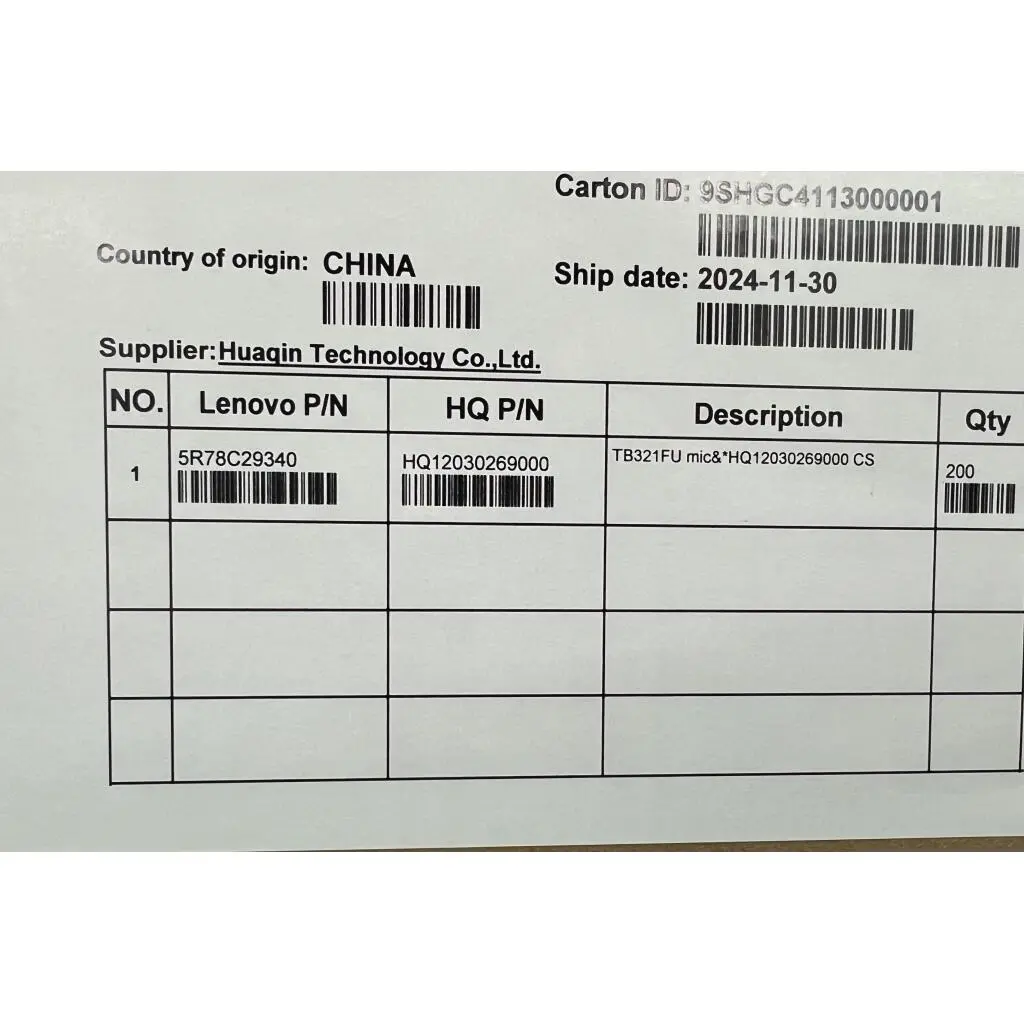 Carton ID: 9SHGC4113000001
Country of origin: CHINA
Ship date: 2024-11-30
Supplier:Huaqin Technology Co.,Ltd.
NO. Lenovo P/N HQ P/N Description Qty
1 5R78C29340 HQ12030269000 TB321FU mic&*HQ12030269000 CS 200